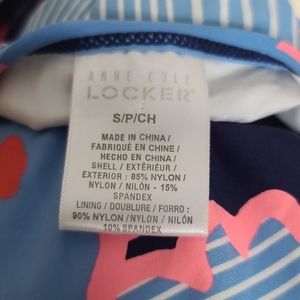 ANNE COLE
LOCKER®
S/P/CH
MADE IN CHINA /
FABRIQUÉ EN CHINE /
HECHO EN CHINA
SHELL / EXTÉRIEUR /
EXTERIOR : 85% NYLON /
NYLON / NILÓN - 15%
SPANDEX
LINING / DOUBLURE / FORRO :
90% NYLON / NYLON / NILÓN
10% SPANDEX